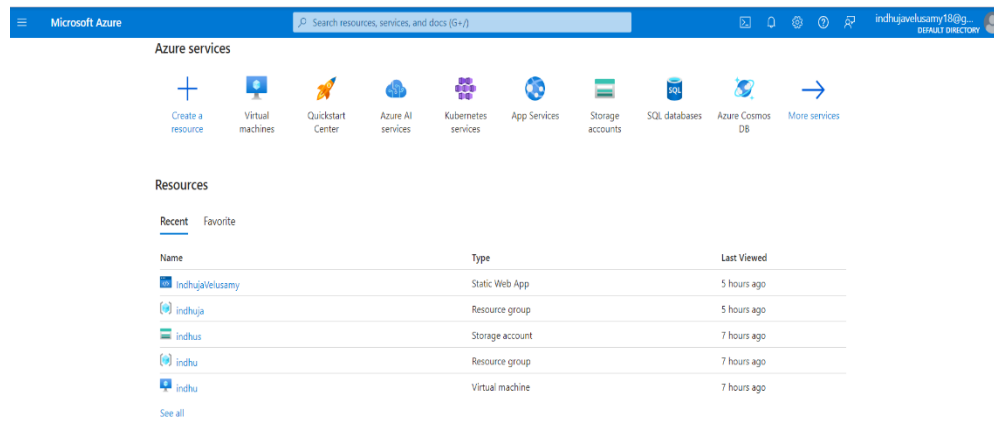 Microsoft Azure
Search resources, services, and docs (G+/)
indhujavelusamy18@g...
DEFAULT DIRECTORY
Azure services
Create a resource
Virtual machines
Quickstart Center
Azure AI services
Kubernetes services
App Services
Storage accounts
SQL databases
Azure Cosmos DB
More services
Resources
Recent Favorite
Name Type Last Viewed
IndhujaVelusamy Static Web App 5 hours ago
indhuja Resource group 5 hours ago
indhus Storage account 7 hours ago
indhu Resource group 7 hours ago
indhu Virtual machine 7 hours ago
See all